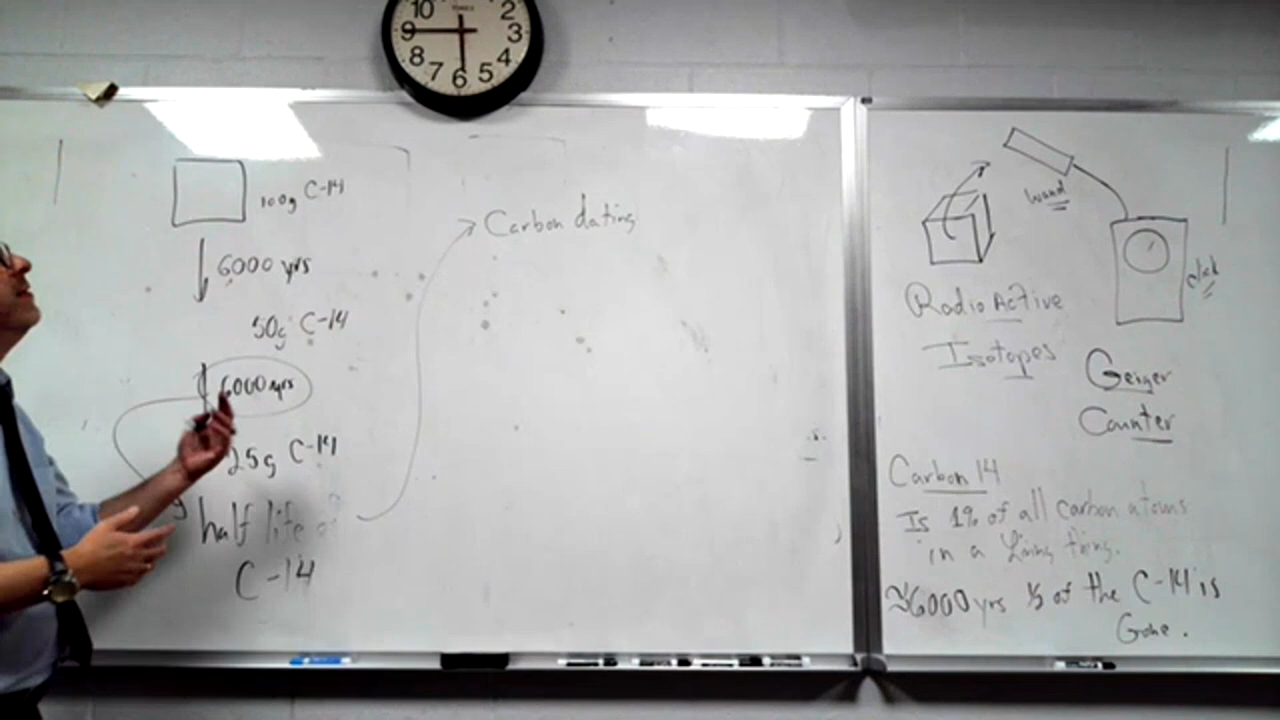 10 2
9 3
8 4
7 6 5
100g C-14
6000 yrs
50g C-14
6000 yrs
25g C-14
half life of
C-14
Carbon dating
wand
click
RadioActive
Isotopes
Geiger
Counter
Carbon 14
Is 1% of all carbon atoms
in a living thing.
≈6000 yrs ½ of the C-14 is
Gone.